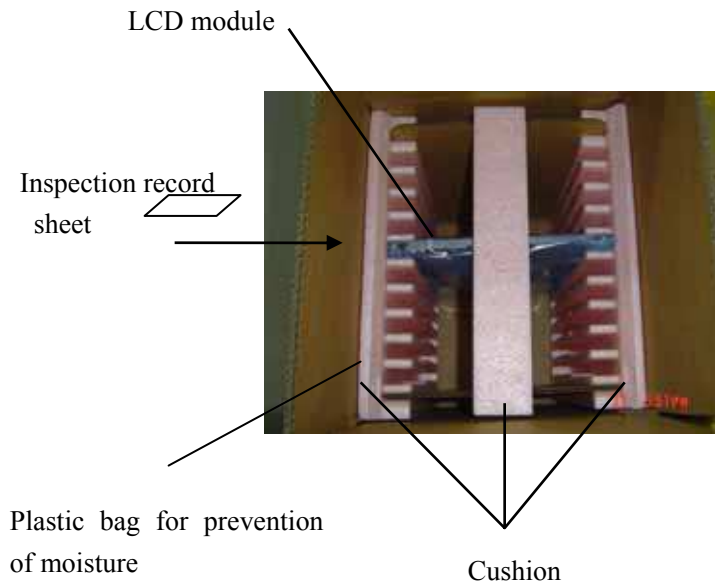 LCD module
Inspection record
sheet
Plastic bag for prevention
of moisture
Cushion